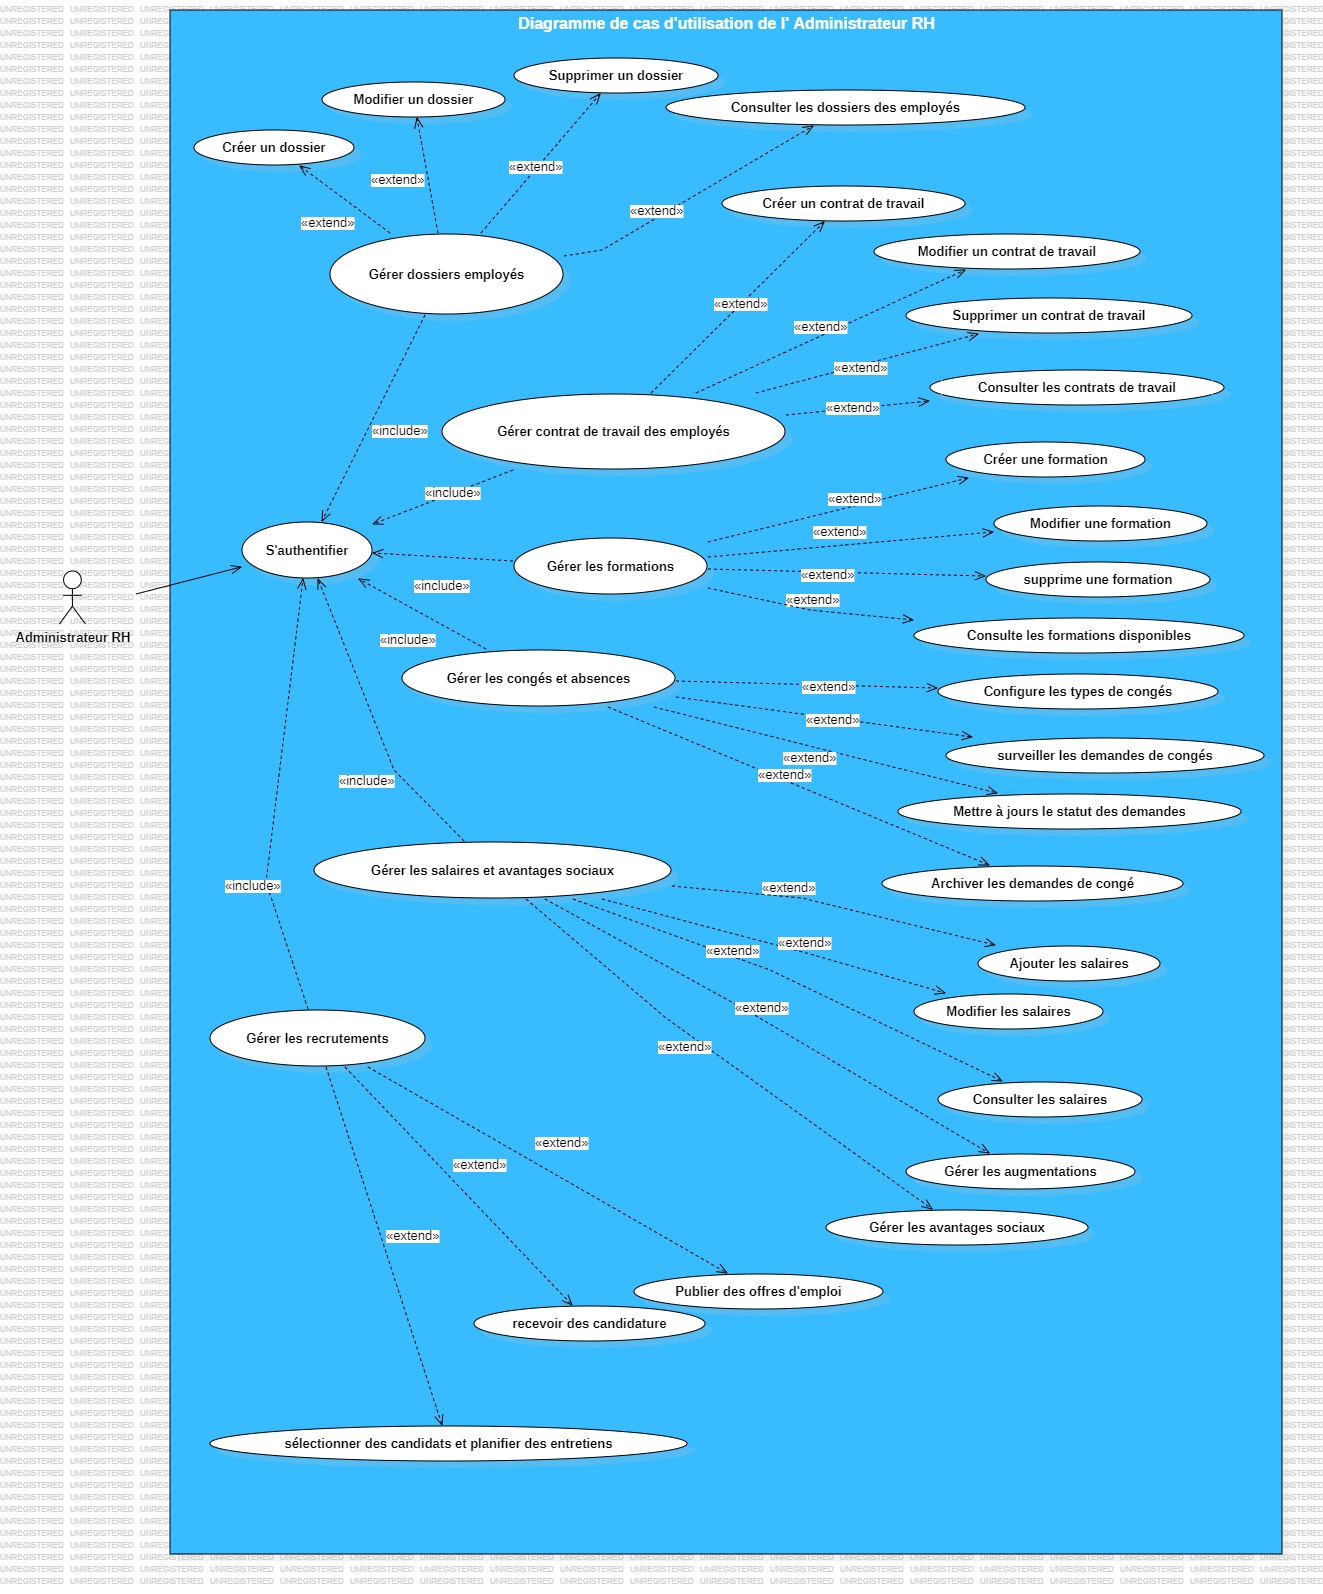 Diagramme de cas d'utilisation de l' Administrateur RH
Supprimer un dossier
Modifier un dossier
Consulter les dossiers des employés
Créer un dossier
«extend»
«extend»
«extend»
«extend»
Créer un contrat de travail
Modifier un contrat de travail
Gérer dossiers employés
«extend»
Supprimer un contrat de travail
«extend»
«extend»
Consulter les contrats de travail
«extend»
«include»
Gérer contrat de travail des employés
Créer une formation
«include»
«extend»
Modifier une formation
«extend»
S'authentifier
Gérer les formations
«extend»
supprime une formation
«include»
«extend»
Administrateur RH
«include»
Consulte les formations disponibles
Gérer les congés et absences
«extend»
Configure les types de congés
«extend»
surveiller les demandes de congés
«extend»
«extend»
«include»
Mettre à jours le statut des demandes
Gérer les salaires et avantages sociaux
«include»
«extend»
Archiver les demandes de congé
«extend»
«extend»
Ajouter les salaires
«extend»
Modifier les salaires
Gérer les recrutements
«extend»
Consulter les salaires
«extend»
«extend»
Gérer les augmentations
«extend»
Gérer les avantages sociaux
Publier des offres d'emploi
recevoir des candidature
sélectionner des candidats et planifier des entretiens
UNREGISTERED